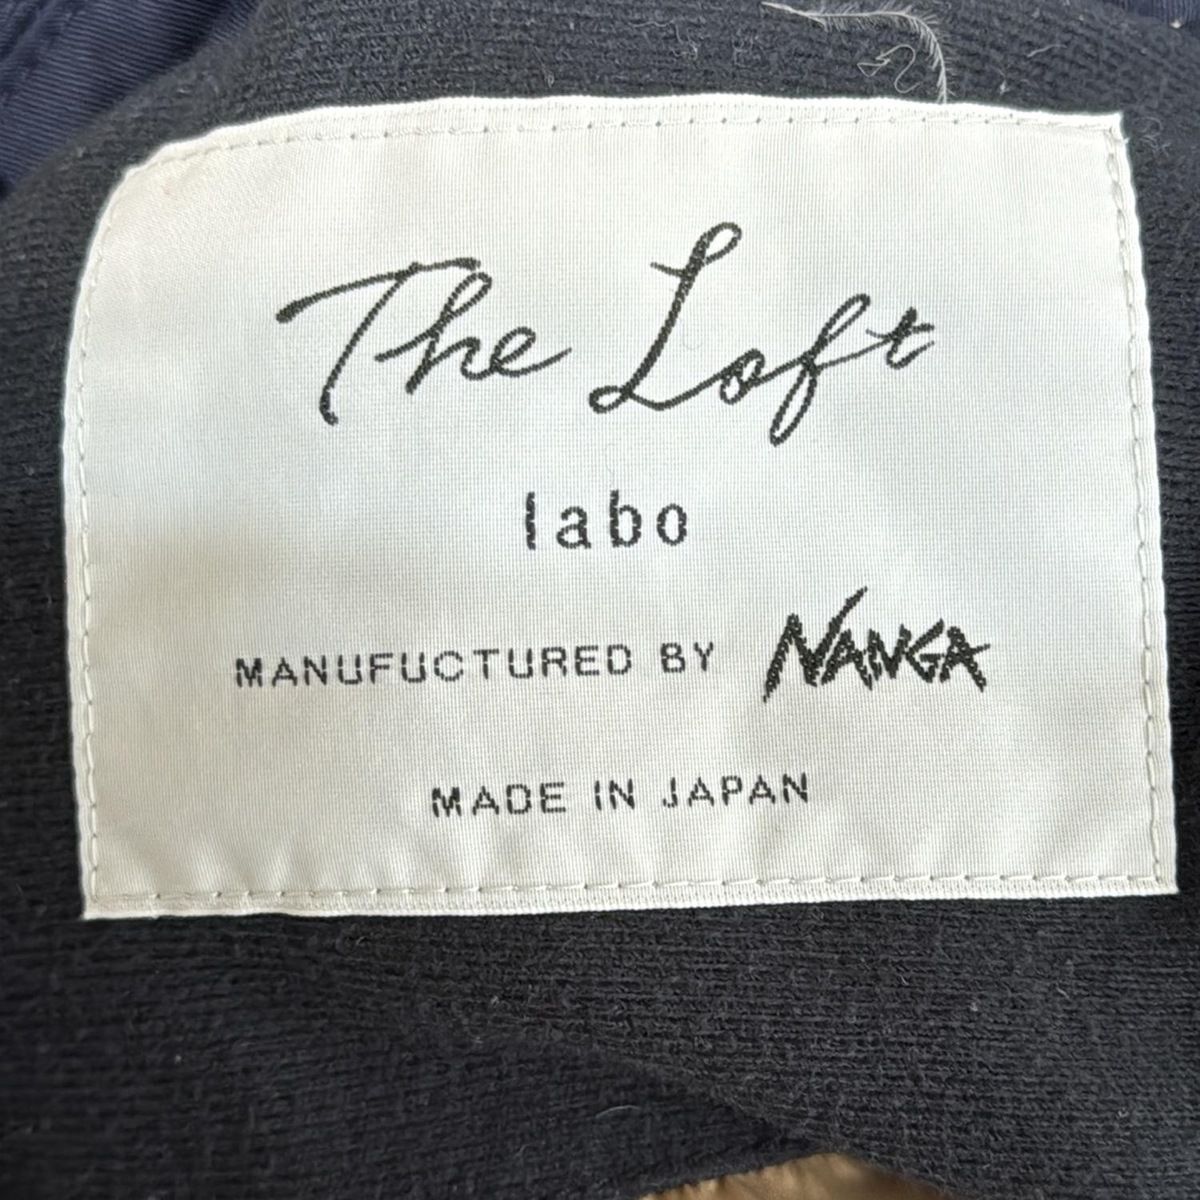 The Loft
labo
MANUFUCTURED BY NANGA
MADE IN JAPAN